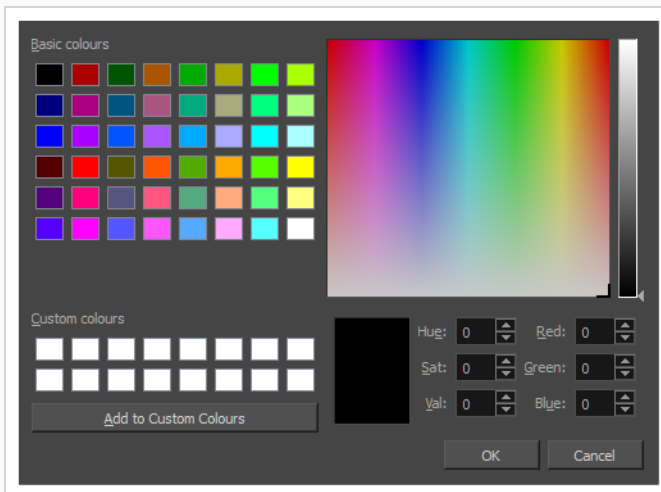 Basic colours
Custom colours
Add to Custom Colours
Hue: 0 Red: 0
Sat: 0 Green: 0
Val: 0 Blue: 0
OK Cancel